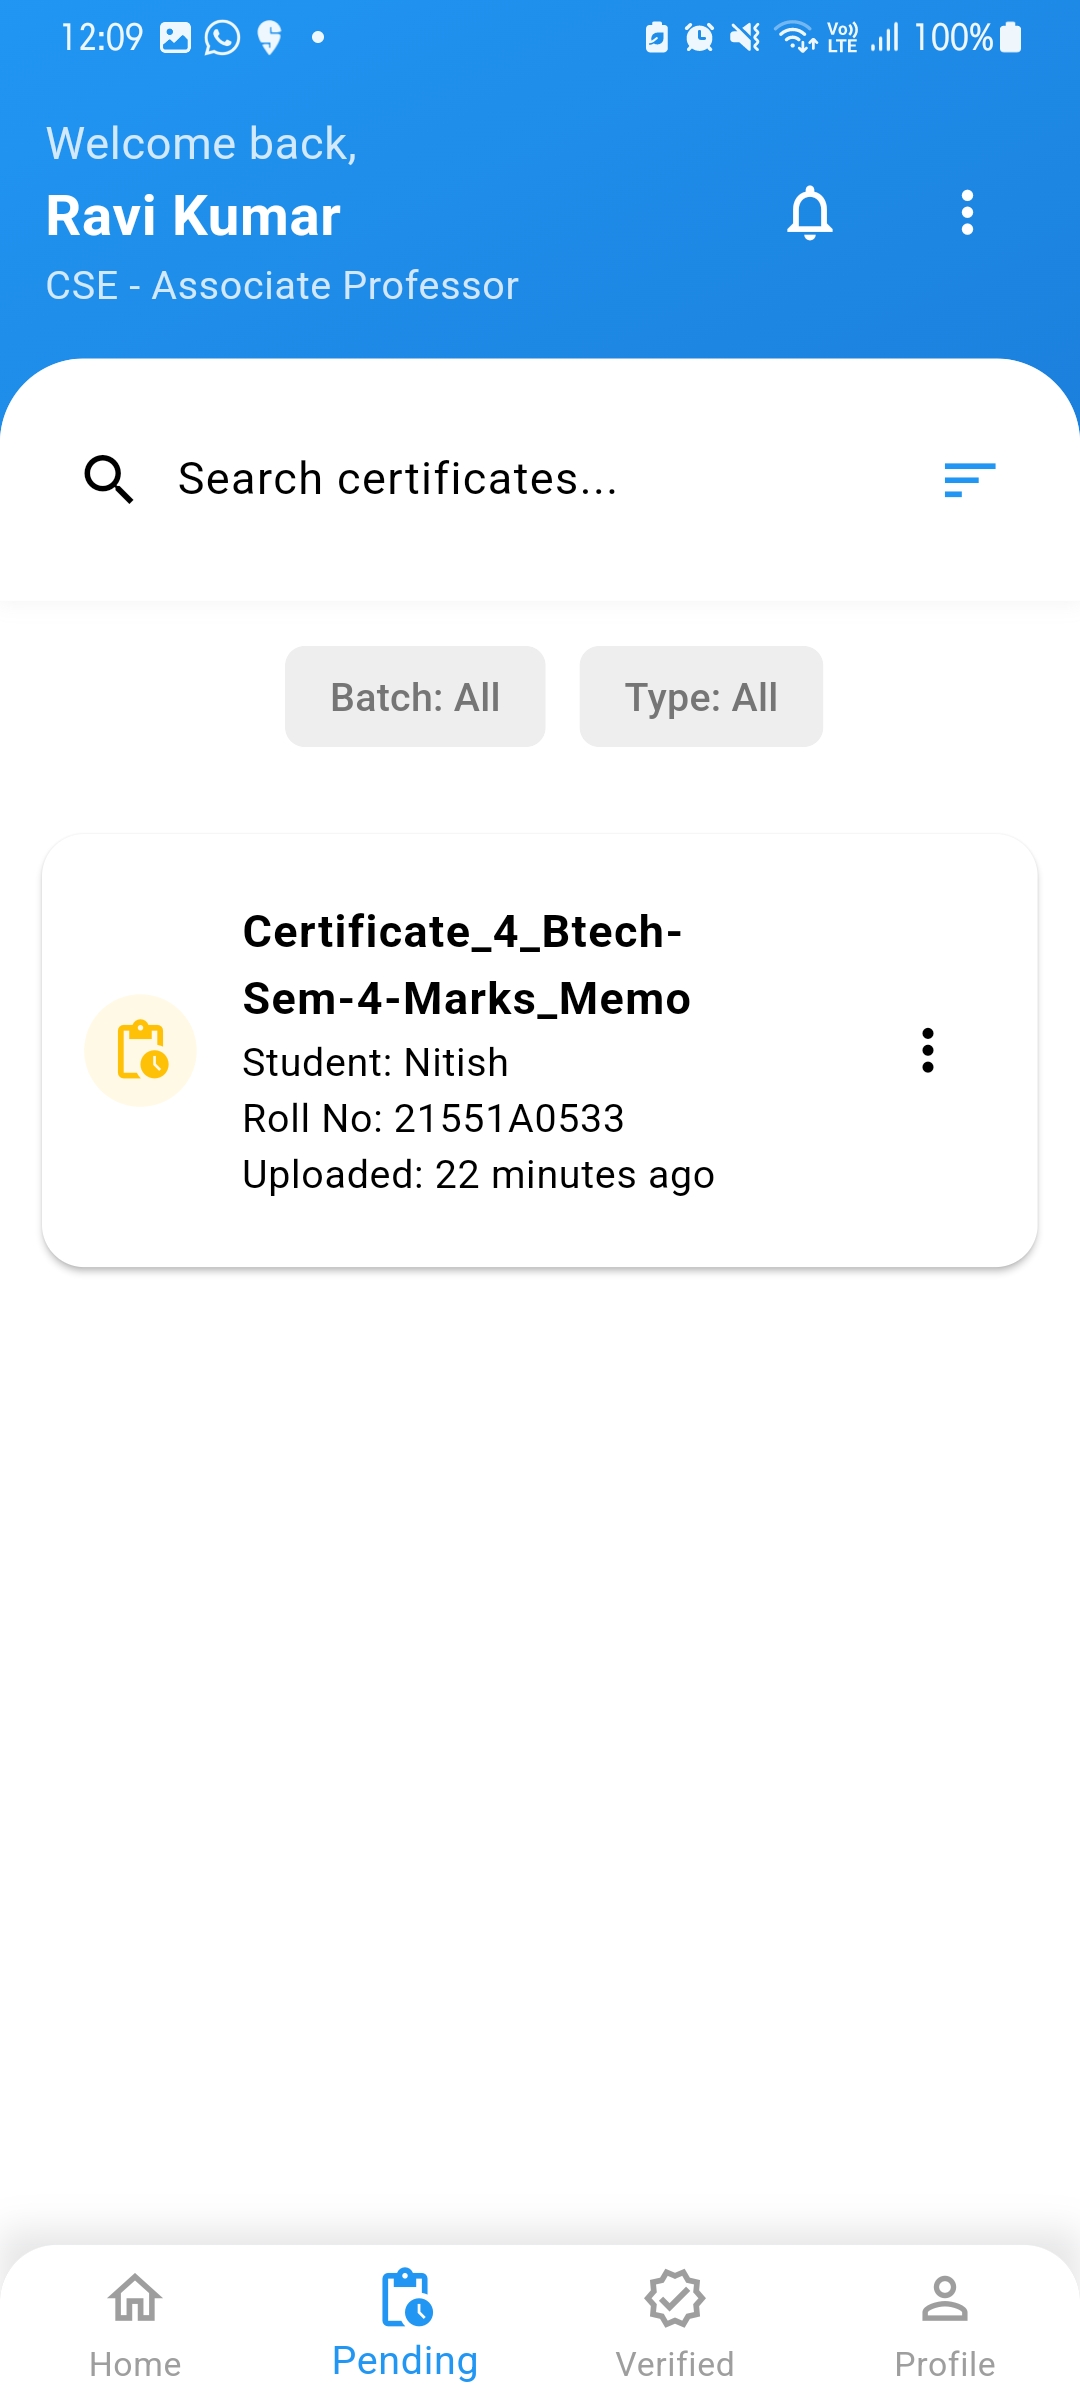 12:09
Vo)) LTE 100%
Welcome back,
Ravi Kumar
CSE - Associate Professor
Search certificates...
Batch: All
Type: All
Certificate_4_Btech-
Sem-4-Marks_Memo
Student: Nitish
Roll No: 21551A0533
Uploaded: 22 minutes ago
Home
Pending
Verified
Profile